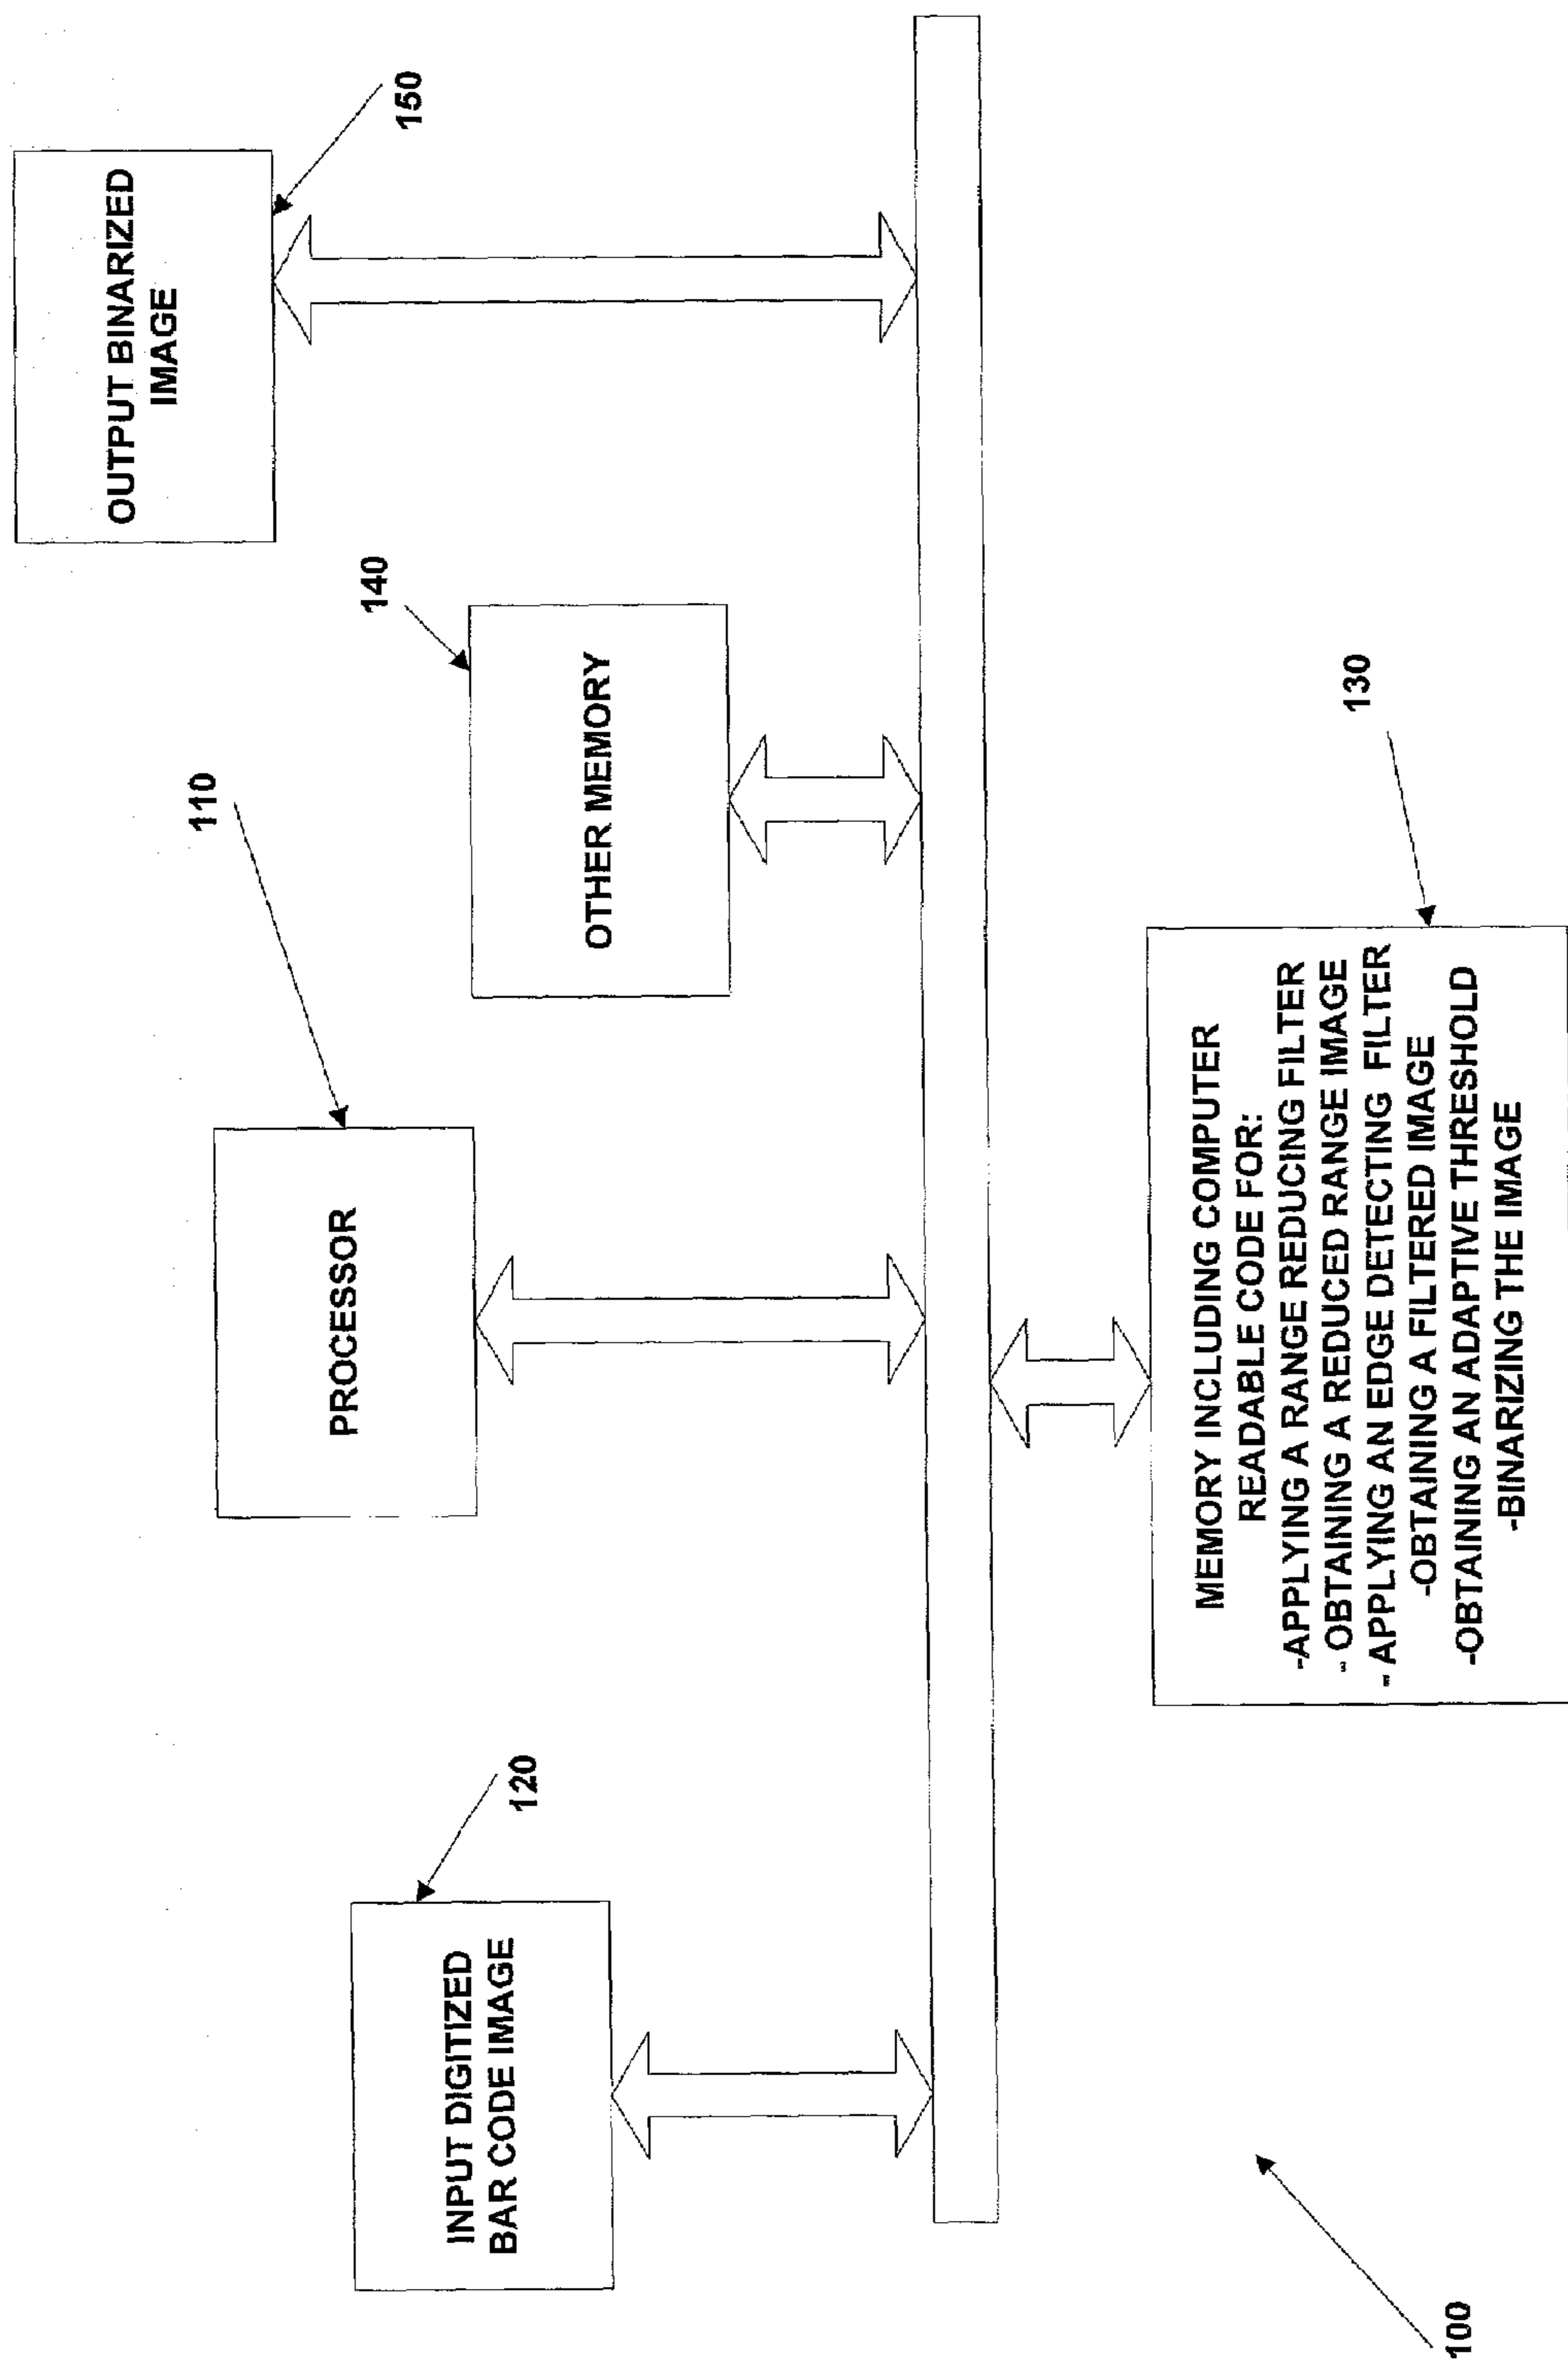 OUTPUT BINARIZED
IMAGE
150
140
OTHER MEMORY
110
PROCESSOR
120
INPUT DIGITIZED
BAR CODE IMAGE
130
MEMORY INCLUDING COMPUTER
READABLE CODE FOR:
-APPLYING A RANGE REDUCING FILTER
- OBTAINING A REDUCED RANGE IMAGE
- APPLYING AN EDGE DETECTING FILTER
-OBTAINING A FILTERED IMAGE
-OBTAINING AN ADAPTIVE THRESHOLD
-BINARIZING THE IMAGE
100